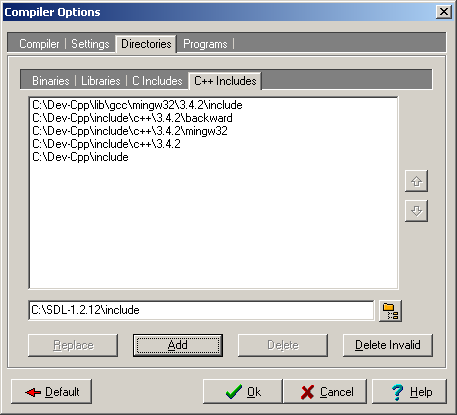 Compiler Options
Compiler Settings Directories Programs
Binaries Libraries C Includes C++ Includes
C:\Dev-Cpp\lib\gcc\mingw32\3.4.2\include
C:\Dev-Cpp\include\c++\3.4.2\backward
C:\Dev-Cpp\include\c++\3.4.2\mingw32
C:\Dev-Cpp\include\c++\3.4.2
C:\Dev-Cpp\include
C:\SDL-1.2.12\include
Replace Add Delete Delete Invalid
Default Ok Cancel Help